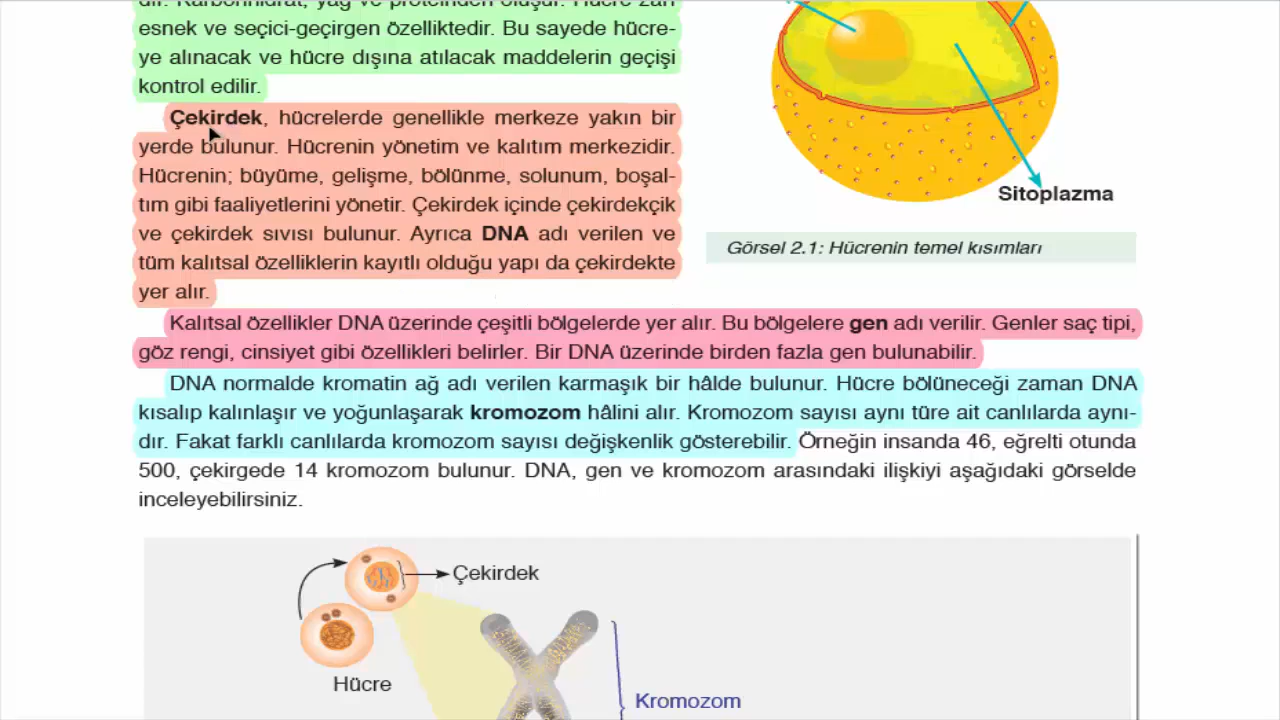 dir. Karbonhidrat, yağ ve proteinden oluşur. Hücre zarı
esnek ve seçici-geçirgen özelliktedir. Bu sayede hücre-
ye alınacak ve hücre dışına atılacak maddelerin geçişi
kontrol edilir.
Çekirdek, hücrelerde genellikle merkeze yakın bir
yerde bulunur. Hücrenin yönetim ve kalıtım merkezidir.
Hücrenin; büyüme, gelişme, bölünme, solunum, boşal-
tım gibi faaliyetlerini yönetir. Çekirdek içinde çekirdekçik
ve çekirdek sıvısı bulunur. Ayrıca DNA adı verilen ve
tüm kalıtsal özelliklerin kayıtlı olduğu yapı da çekirdekte
yer alır.
Sitoplazma
Görsel 2.1: Hücrenin temel kısımları
Kalıtsal özellikler DNA üzerinde çeşitli bölgelerde yer alır. Bu bölgelere gen adı verilir. Genler saç tipi,
göz rengi, cinsiyet gibi özellikleri belirler. Bir DNA üzerinde birden fazla gen bulunabilir.
DNA normalde kromatin ağ adı verilen karmaşık bir hâlde bulunur. Hücre bölüneceği zaman DNA
kısalıp kalınlaşır ve yoğunlaşarak kromozom hâlini alır. Kromozom sayısı aynı türe ait canlılarda aynı-
dır. Fakat farklı canlılarda kromozom sayısı değişkenlik gösterebilir. Örneğin insanda 46, eğrelti otunda
500, çekirgede 14 kromozom bulunur. DNA, gen ve kromozom arasındaki ilişkiyi aşağıdaki görselde
inceleyebilirsiniz.
Çekirdek
Hücre
Kromozom